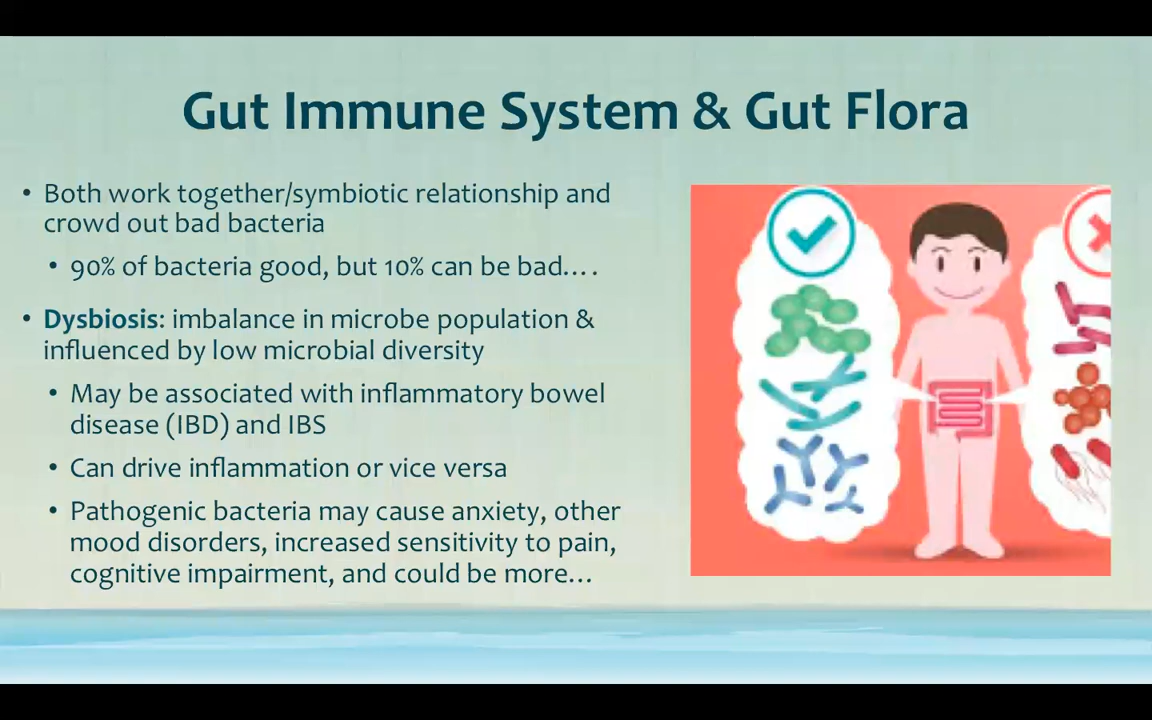 Gut Immune System & Gut Flora
• Both work together/symbiotic relationship and
crowd out bad bacteria
• 90% of bacteria good, but 10% can be bad....
• Dysbiosis: imbalance in microbe population &
influenced by low microbial diversity
• May be associated with inflammatory bowel
disease (IBD) and IBS
• Can drive inflammation or vice versa
• Pathogenic bacteria may cause anxiety, other
mood disorders, increased sensitivity to pain,
cognitive impairment, and could be more...